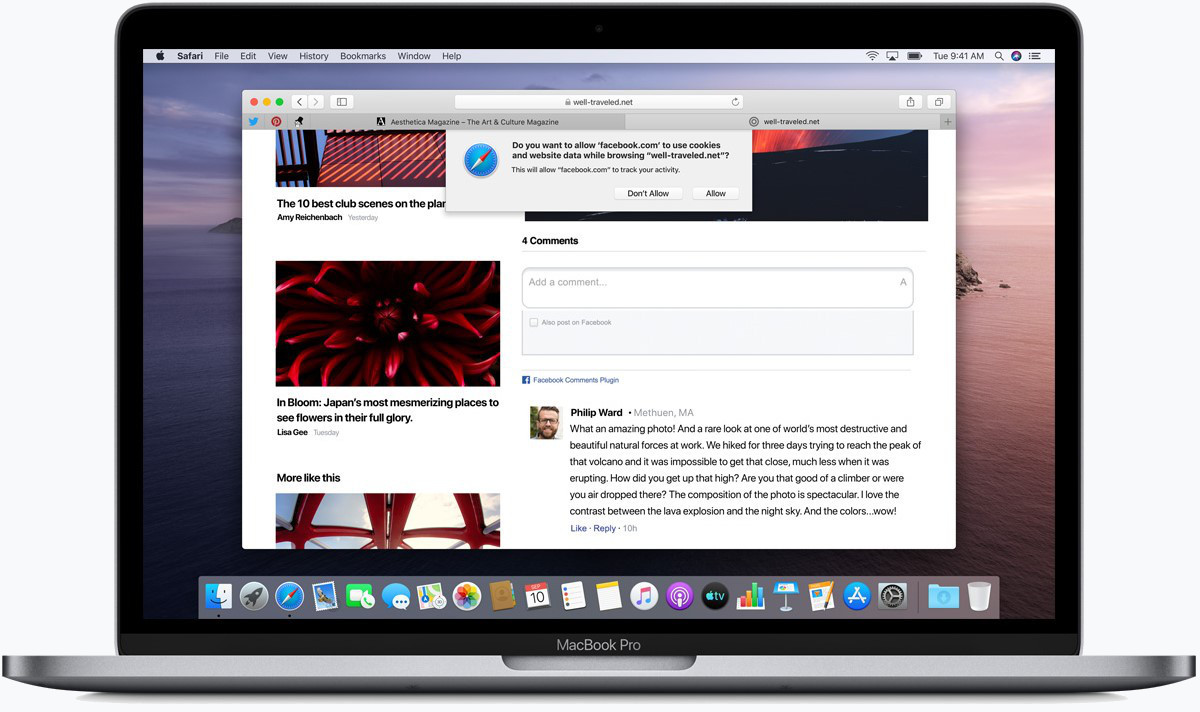 Safari File Edit View History Bookmarks Window Help
Tue 9:41 AM
well-traveled.net
Aesthetica Magazine – The Art & Culture Magazine
well-traveled.net
Do you want to allow ‘facebook.com’ to use cookies
and website data while browsing “well-traveled.net”?
This will allow “facebook.com” to track your activity.
Don't Allow
Allow
The 10 best club scenes on the plan
Amy Reichenbach Yesterday
In Bloom: Japan’s most mesmerizing places to
see flowers in their full glory.
Lisa Gee Tuesday
More like this
4 Comments
Add a comment...
A
Also post on Facebook
Facebook Comments Plugin
Philip Ward • Methuen, MA
What an amazing photo! And a rare look at one of world’s most destructive and
beautiful natural forces at work. We hiked for three days trying to reach the peak of
that volcano and it was impossible to get that close, much less when it was
erupting. How did you get up that high? Are you that good of a climber or were
you air dropped there? The composition of the photo is spectacular. I love the
contrast between the lava explosion and the night sky. And the colors...wow!
Like · Reply · 10h
SEP
10
tv
MacBook Pro